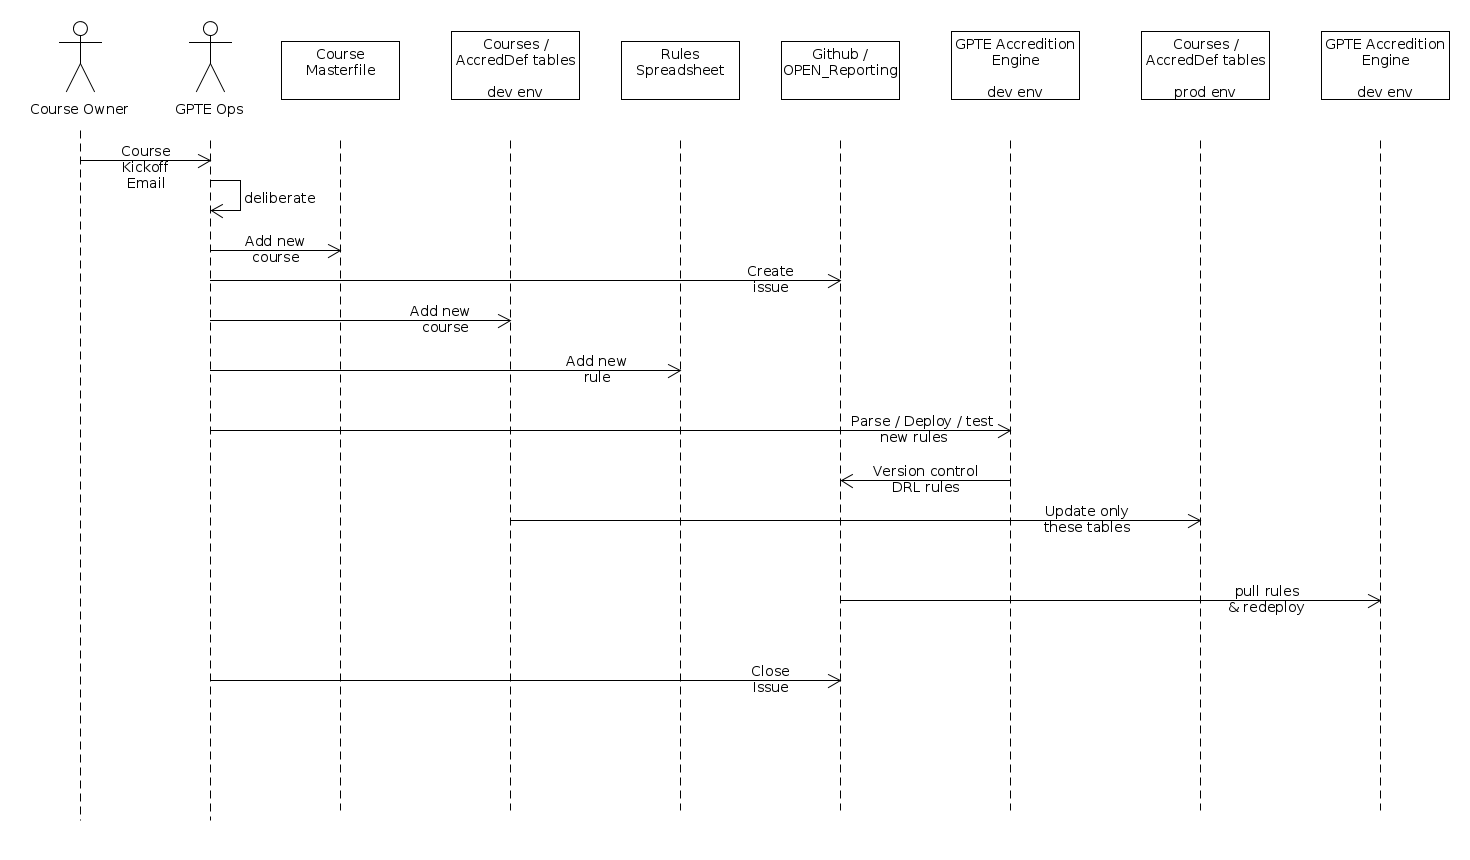 Course Owner
GPTE Ops
Course
Masterfile
Courses /
AccredDef tables
dev env
Rules
Spreadsheet
Github /
OPEN_Reporting
GPTE Accredition
Engine
dev env
Courses /
AccredDef tables
prod env
GPTE Accredition
Engine
dev env
Course
Kickoff
Email
deliberate
Add new
course
Create
issue
Add new
course
Add new
rule
Parse / Deploy / test
new rules
Version control
DRL rules
Update only
these tables
pull rules
& redeploy
Close
Issue